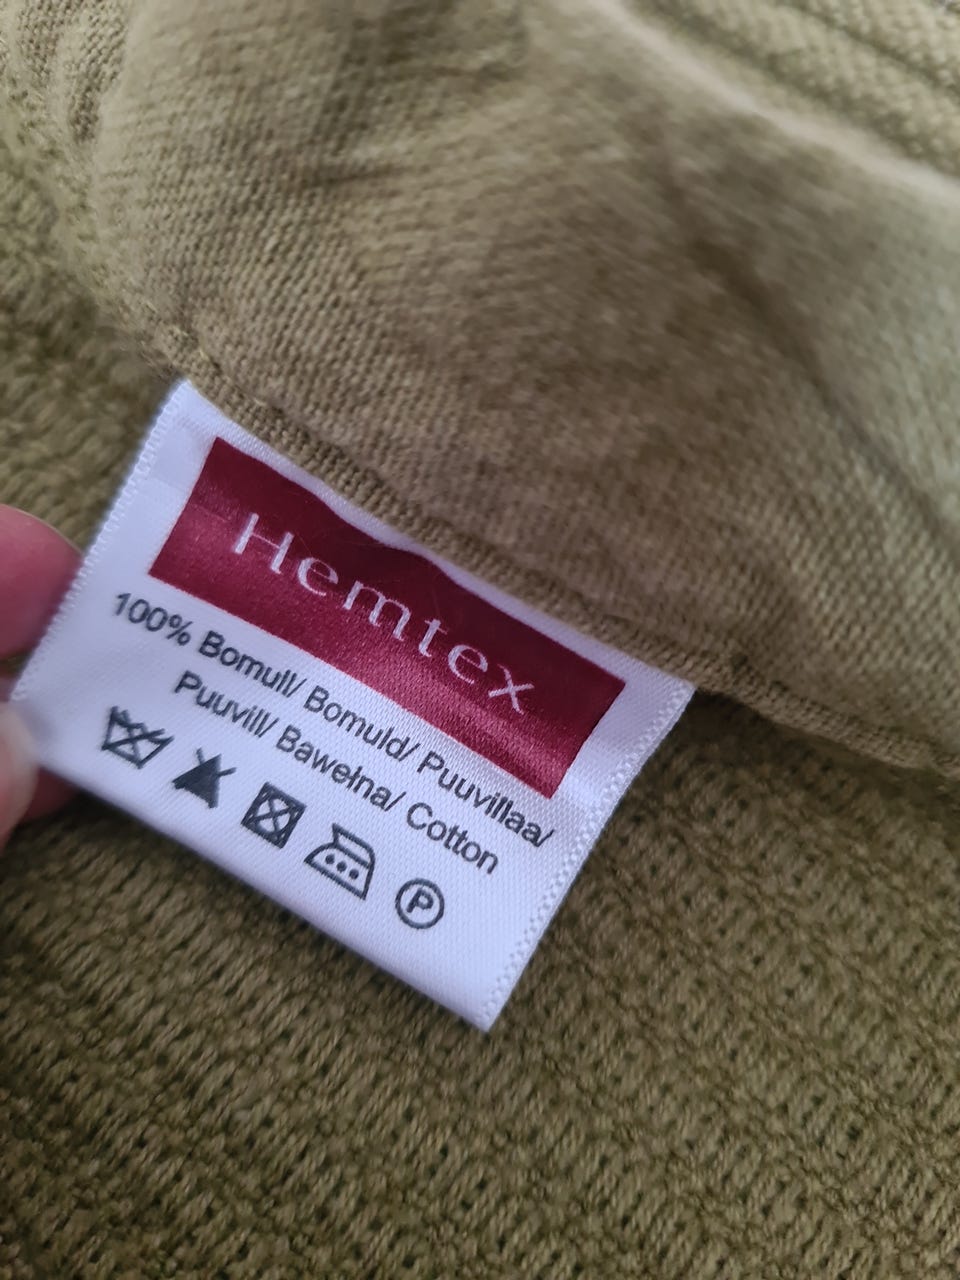 Hemtex
100% Bomull/ Bomuld/ Puuvillaa/
Puuvill/ Bawełna/ Cotton
P